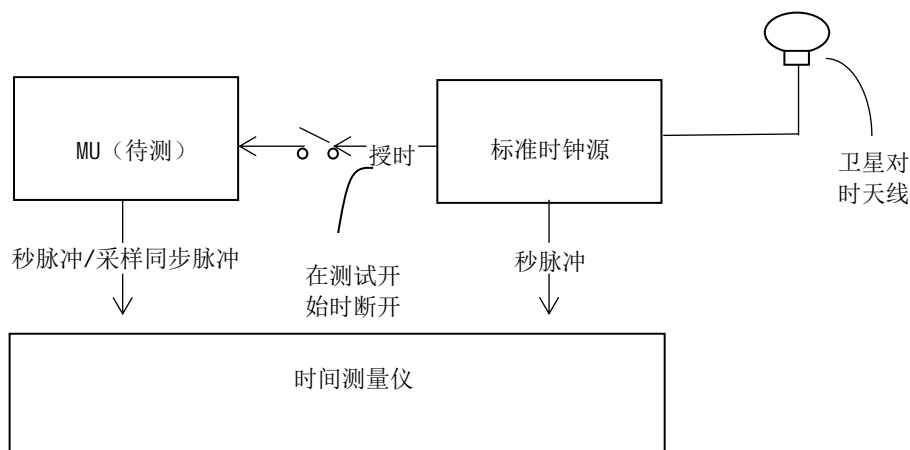 MU（待测）
授时
标准时钟源
卫星对
时天线
秒脉冲/采样同步脉冲
在测试开
始时断开
秒脉冲
时间测量仪